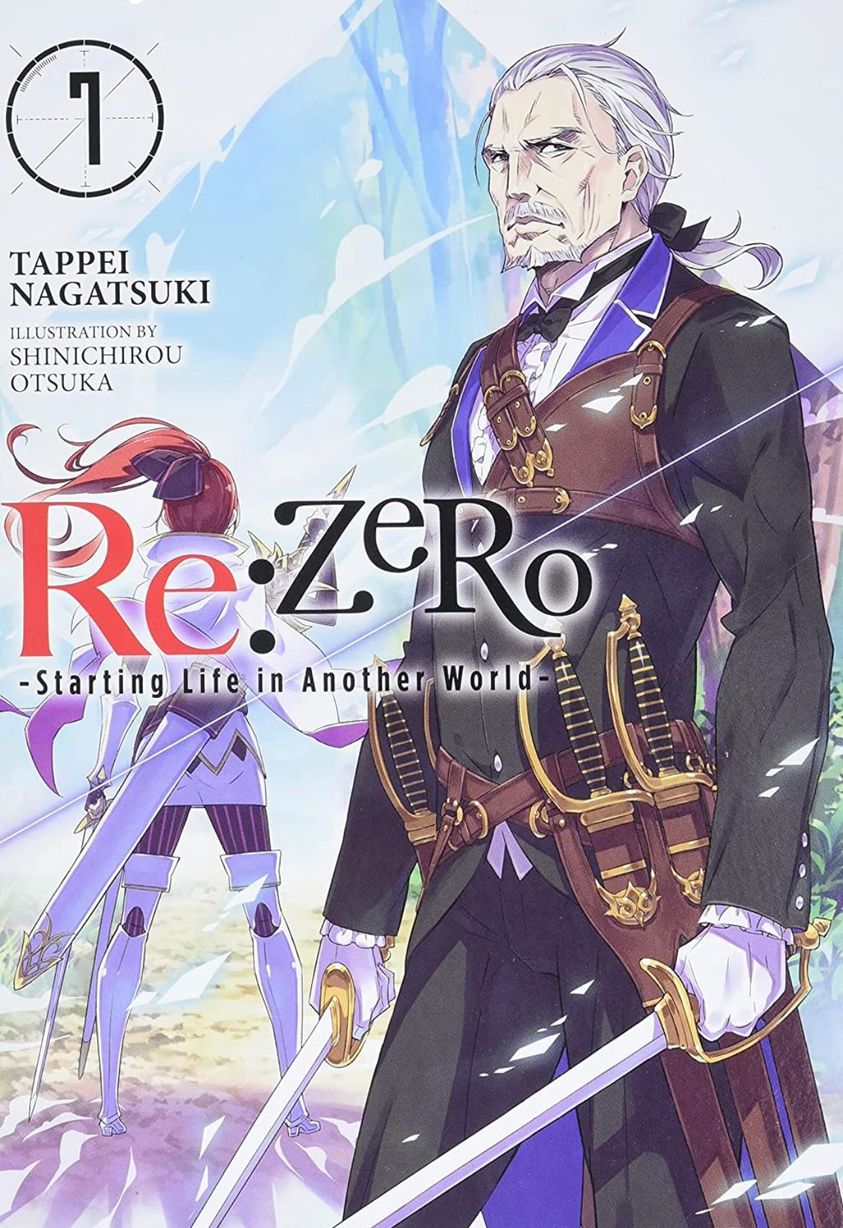 7
TAPPEI
NAGATSUKI
ILLUSTRATION BY
SHINICHIROU
OTSUKA
Re:ZeRo
-Starting Life in Another World-